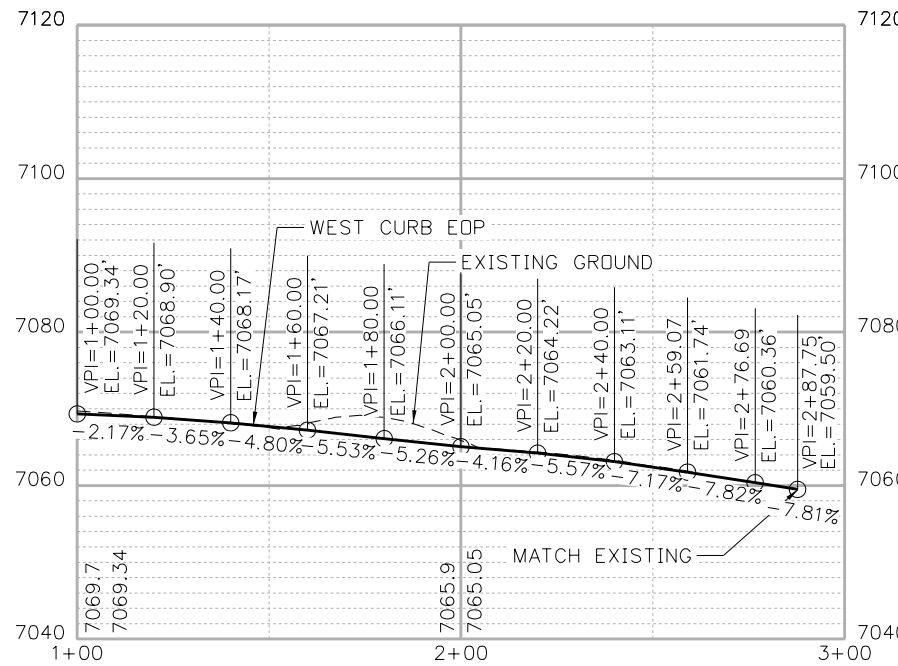 7120
7120
7100
7100
WEST CURB EOP
EXISTING GROUND
VPI=1+00.00'
EL.=7069.34'
VPI=1+20.00
EL.=7068.90'
VPI=1+40.00
EL.=7068.17'
VPI=1+60.00
EL.=7067.21'
VPI=1+80.00
EL.=7066.11'
VPI=2+00.00
EL.=7065.05'
VPI=2+20.00
EL.=7064.22'
VPI=2+40.00
EL.=7063.11'
VPI=2+59.07
EL.=7061.74'
VPI=2+76.69
EL.=7060.36'
VPI=2+87.75'
EL.=7059.50'
7080
7080
-2.17%
-3.65%
-4.80%
-5.53%
-5.26%
-4.16%
-5.57%
-7.17%
-7.82%
-7.81%
7060
7060
MATCH EXISTING
7069.7
7069.34
7065.9
7065.05
7040
7040
1+00
2+00
3+00